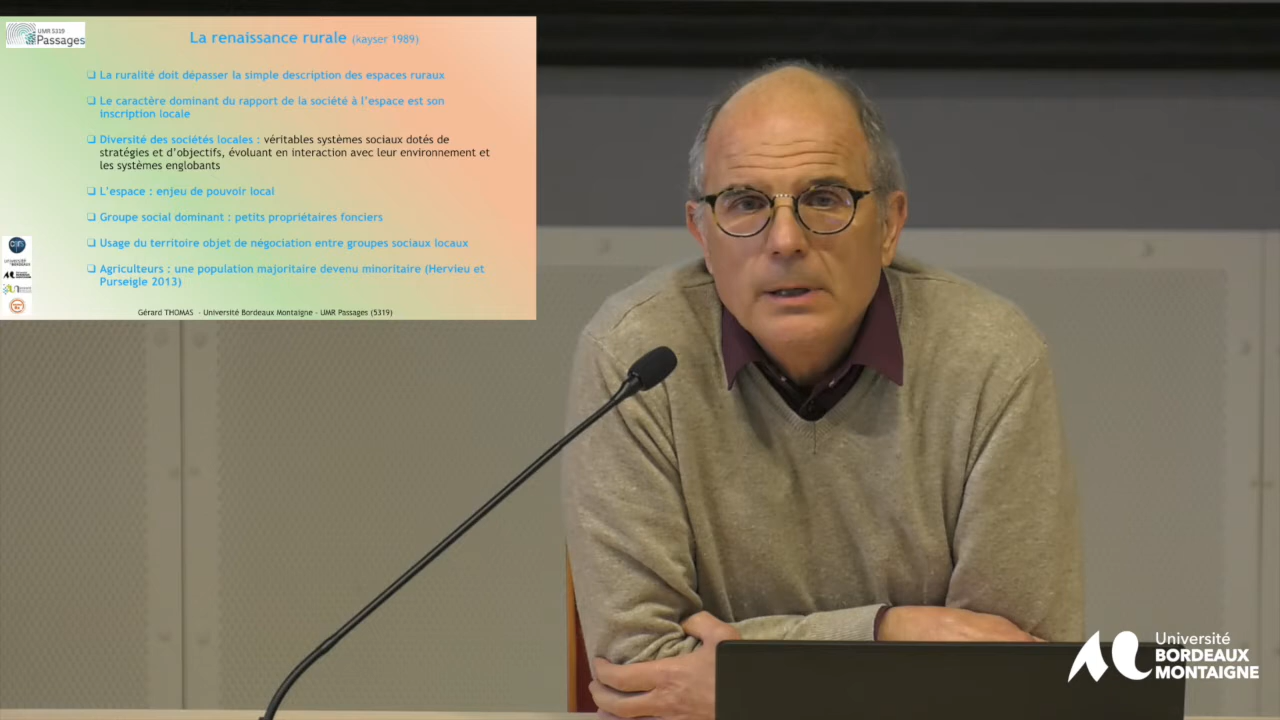 UMR 5319
Passages
La renaissance rurale (kayser 1989)
❑ La ruralité doit dépasser la simple description des espaces ruraux
❑ Le caractère dominant du rapport de la société à l'espace est son
inscription locale
❑ Diversité des sociétés locales : véritables systèmes sociaux dotés de
stratégies et d'objectifs, évoluant en interaction avec leur environnement et
les systèmes englobants
❑ L'espace : enjeu de pouvoir local
❑ Groupe social dominant : petits propriétaires fonciers
❑ Usage du territoire objet de négociation entre groupes sociaux locaux
❑ Agriculteurs : une population majoritaire devenu minoritaire (Hervieu et
Purseigle 2013)
Gérard THOMAS - Université Bordeaux Montaigne - UMR Passages (5319)
Université
BORDEAUX
MONTAIGNE